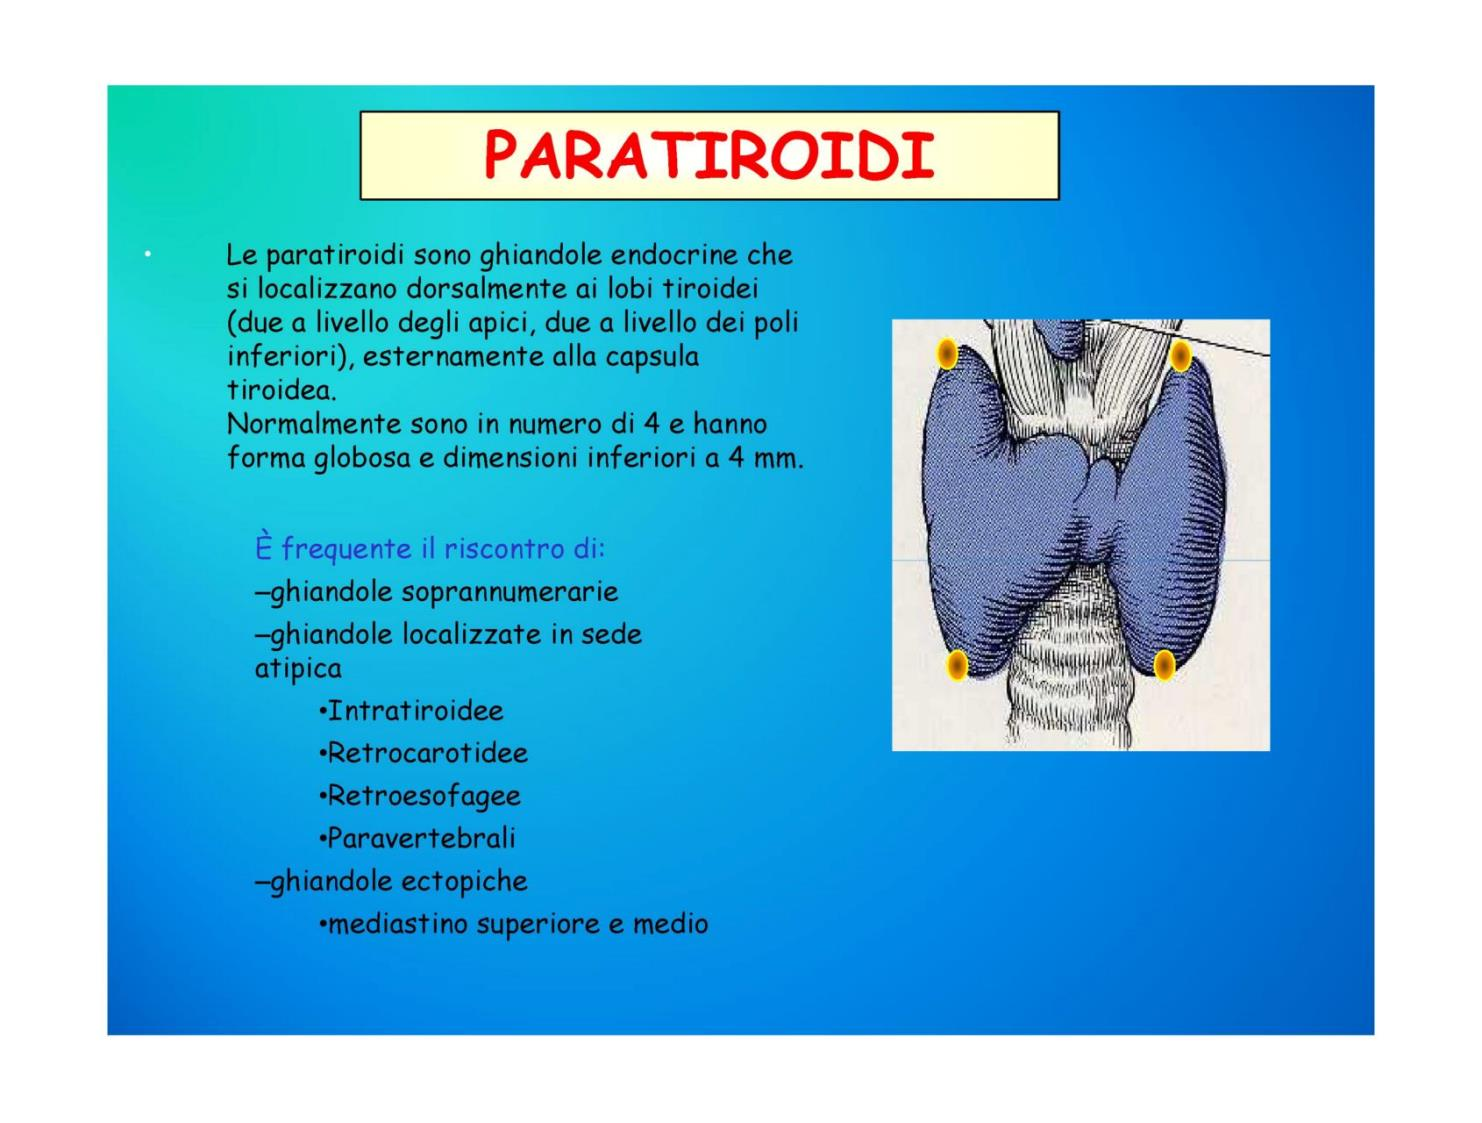 PARATIROIDI
• Le paratiroidi sono ghiandole endocrine che
si localizzano dorsalmente ai lobi tiroidei
(due a livello degli apici, due a livello dei poli
inferiori), esternamente alla capsula
tiroidea.
Normalmente sono in numero di 4 e hanno
forma globosa e dimensioni inferiori a 4 mm.
È frequente il riscontro di:
–ghiandole soprannumerarie
–ghiandole localizzate in sede
atipica
•Intratiroidee
•Retrocarotidee
•Retroesofagee
•Paravertebrali
–ghiandole ectopiche
•mediastino superiore e medio